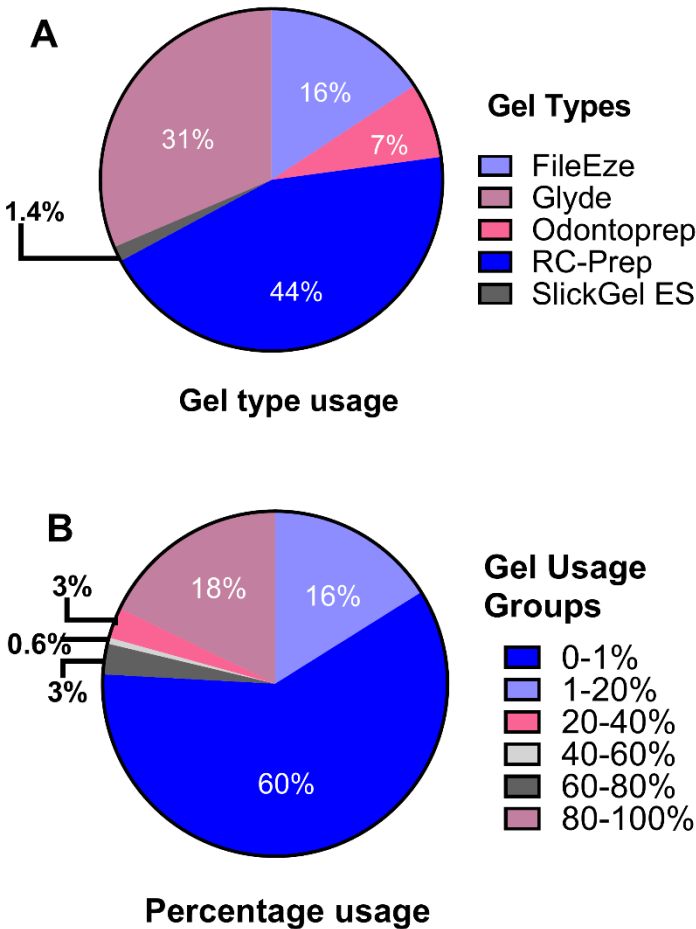 A
16%
7%
31%
1.4%
44%
Gel Types
FileEze
Glyde
Odontoprep
RC-Prep
SlickGel ES
Gel type usage
B
3%
0.6%
3%
18%
16%
60%
Gel Usage
Groups
0-1%
1-20%
20-40%
40-60%
60-80%
80-100%
Percentage usage